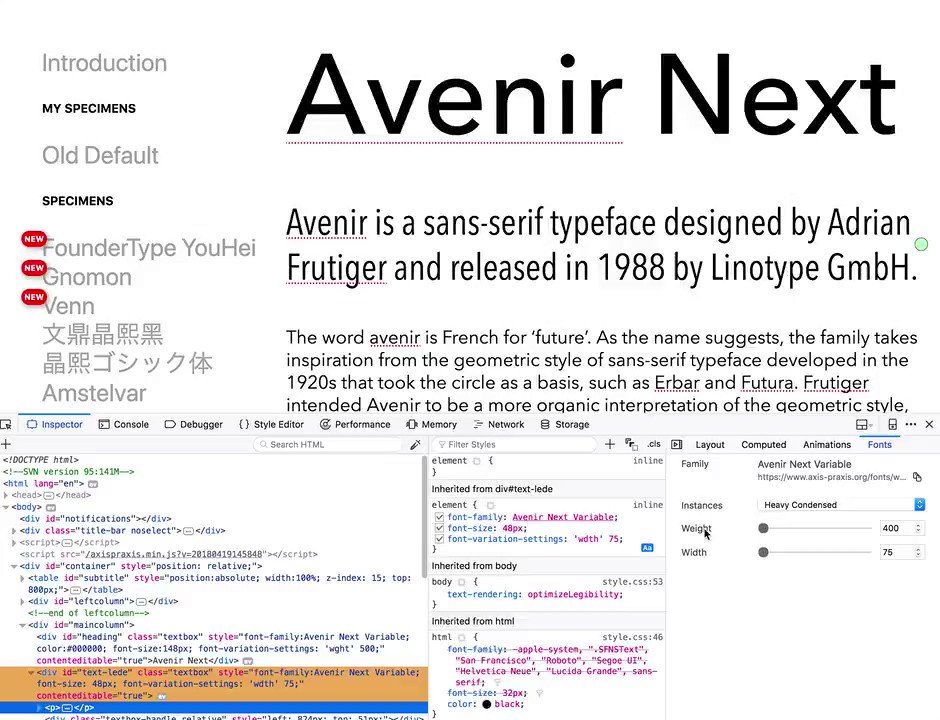 Introduction
MY SPECIMENS
Old Default
SPECIMENS
NEW
FounderType YouHei
NEW
Gnomon
NEW
Venn
文鼎晶熙黑
晶熙ゴシック体
Amstelvar
Avenir Next
Avenir is a sans-serif typeface designed by Adrian
Frutiger and released in 1988 by Linotype GmbH.
The word avenir is French for ‘future’. As the name suggests, the family takes
inspiration from the geometric style of sans-serif typeface developed in the
1920s that took the circle as a basis, such as Erbar and Futura. Frutiger
intended Avenir to be a more organic interpretation of the geometric style,
Inspector Console Debugger {} Style Editor Performance Memory Network Storage
+ Search HTML
<!DOCTYPE html>
<!--SVN version 95:141M-->
<html lang="en">
<head></head>
<body>
<div id="notifications"></div>
<div class="title-bar noselect"></div>
<script></script>
<script src="/axispraxis.min.js?v=20180419145848"></script>
<div id="container" style="position: relative;">
<table id="subtitle" style="position:absolute; width:100%; z-index: 15; top:
800px;"></table>
<div id="leftcolumn"></div>
<!--end of leftcolumn-->
<div id="maincolumn">
<div id="heading" class="textbox" style="font-family:Avenir Next Variable;
color:#000000; font-size:148px; font-variation-settings: 'wght' 500;"
contenteditable="true">Avenir Next</div>
<div id="text-lede" class="textbox" style="font-family:Avenir Next Variable;
font-size: 48px; font-variation-settings: 'wdth' 75;"
contenteditable="true">
<p></p>
<div class="textbox-handle relative" style="left: 824px; top: 51px;"></div>
Filter Styles + .cls
element { inline
}
Inherited from div#text-lede
element { inline
font-family: Avenir Next Variable;
font-size: 48px;
font-variation-settings: 'wdth' 75;
} Aa
Inherited from body
body { style.css:53
text-rendering: optimizeLegibility;
}
Inherited from html
html { style.css:46
font-family: -apple-system, ".SFNSText",
"San Francisco", "Roboto", "Segoe UI",
"Helvetica Neue", "Lucida Grande", sans-
serif;
font-size: 32px;
color: black;
}
Layout Computed Animations Fonts
Family Avenir Next Variable
https://www.axis-praxis.org/fonts/w...
Instances Heavy Condensed
Weight 400
Width 75